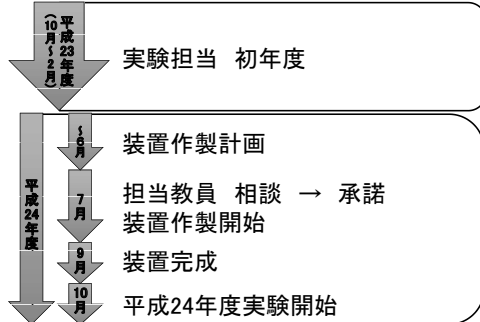 平成23年度
(10月~2月)
実験担当 初年度
平成24年度
~6月
装置作製計画
7月
担当教員 相談 → 承諾
装置作製開始
9月
装置完成
10月
平成24年度実験開始